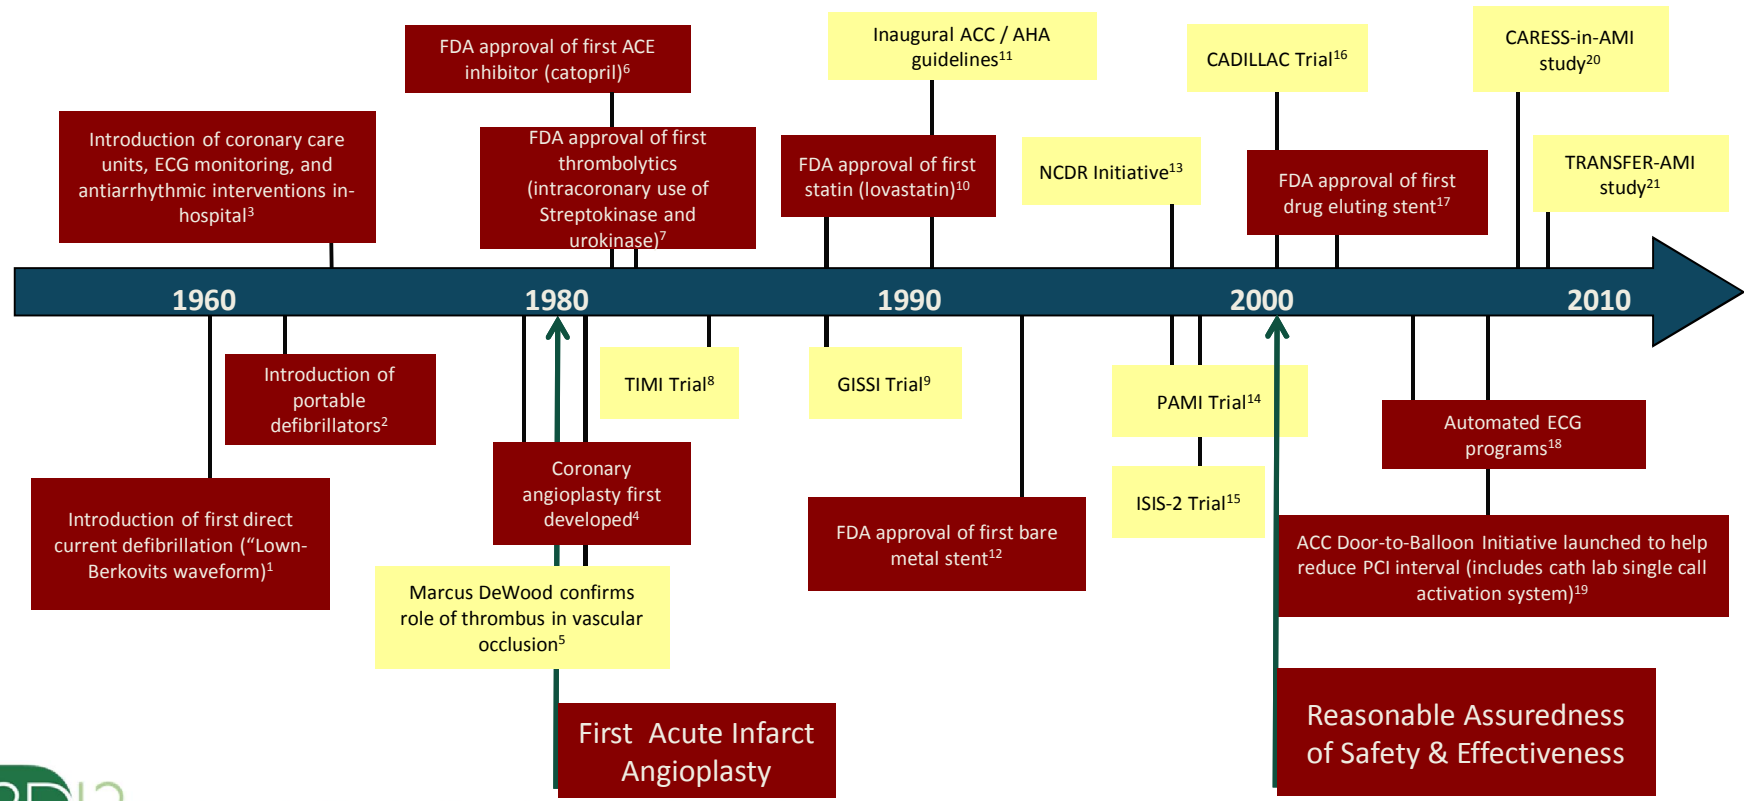 FDA approval of first ACE
inhibitor (catopril)6
Inaugural ACC / AHA
guidelines11
CADILLAC Trial16
CARESS-in-AMI
study20
Introduction of coronary care
units, ECG monitoring, and
antiarrhythmic interventions in-
hospital3
FDA approval of first
thrombolytics
(intracoronary use of
Streptokinase and
urokinase)7
FDA approval of first
statin (lovastatin)10
NCDR Initiative13
FDA approval of first
drug eluting stent17
TRANSFER-AMI
study21
1960
1980
1990
2000
2010
Introduction of
portable
defibrillators2
TIMI Trial8
GISSI Trial9
PAMI Trial14
Automated ECG
programs18
Introduction of first direct
current defibrillation (“Lown-
Berkovits waveform)1
Coronary
angioplasty first
developed4
ISIS-2 Trial15
FDA approval of first bare
metal stent12
ACC Door-to-Balloon Initiative launched to help
reduce PCI interval (includes cath lab single call
activation system)19
Marcus DeWood confirms
role of thrombus in vascular
occlusion5
First Acute Infarct
Angioplasty
Reasonable Assuredness
of Safety & Effectiveness